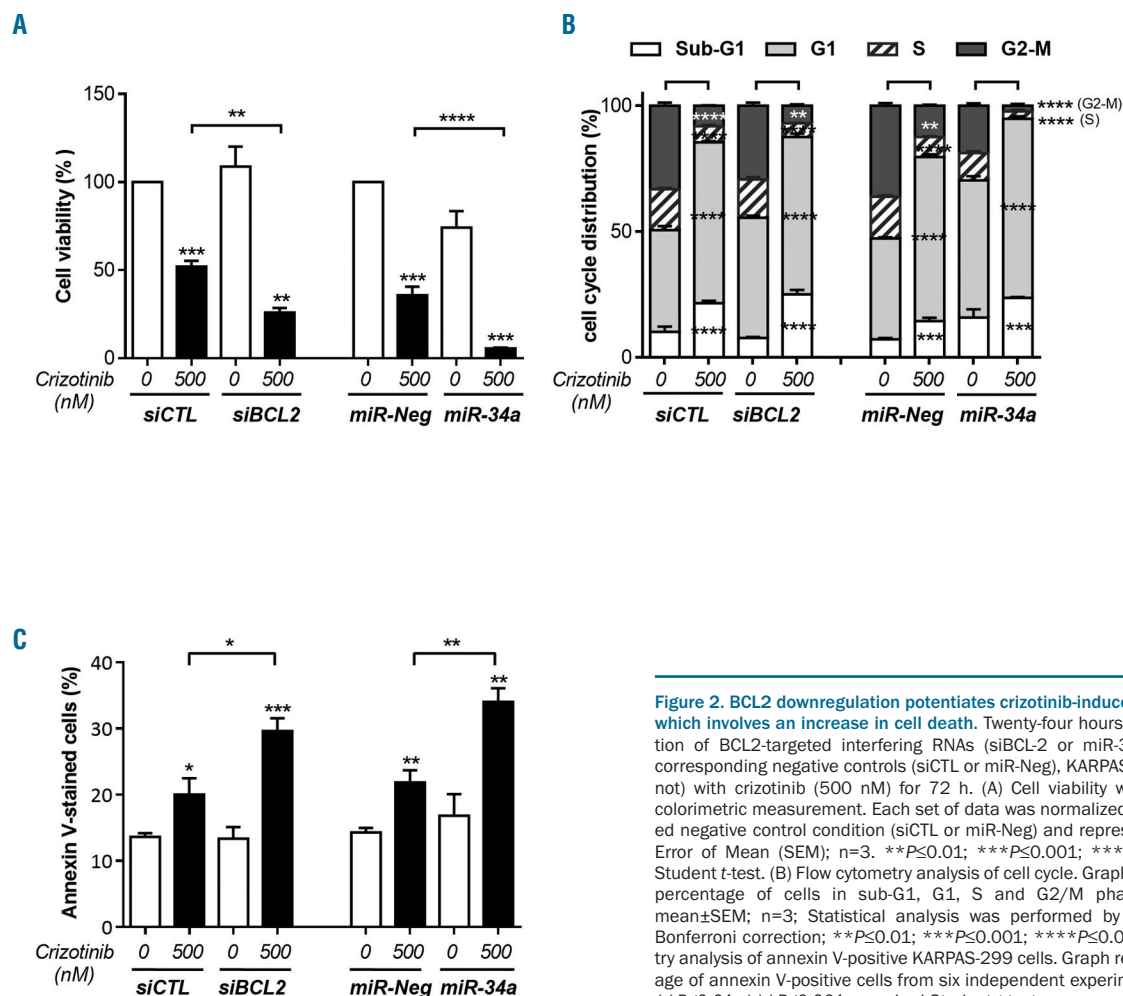 A
Cell viability (% )
150
100
50
0
**
****
***
**
***
***
Crizotinib (nM)
0 500 0 500 0 500 0 500
siCTL siBCL2 miR-Neg miR-34a
B
Sub-G1 G1 S G2-M
cell cycle distribution (%)
100
50
0
**** ** ** **** (G2-M)
**** **** **** **** (S)
**** **** **** ****
**** **** *** ***
Crizotinib (nM)
0 500 0 500 0 500 0 500
siCTL siBCL2 miR-Neg miR-34a
C
Annexin V-stained cells (%)
40
30
20
10
0
*
**
*
***
**
**
Crizotinib (nM)
0 500 0 500 0 500 0 500
siCTL siBCL2 miR-Neg miR-34a
Figure 2. BCL2 downregulation potentiates crizotinib-induce
which involves an increase in cell death. Twenty-four hours
tion of BCL2-targeted interfering RNAs (siBCL-2 or miR-3
corresponding negative controls (siCTL or miR-Neg), KARPAS
not) with crizotinib (500 nM) for 72 h. (A) Cell viability w
colorimetric measurement. Each set of data was normalized
ed negative control condition (siCTL or miR-Neg) and repres
Error of Mean (SEM); n=3. **P≤0.01; ***P≤0.001; ***
Student t-test. (B) Flow cytometry analysis of cell cycle. Graph
percentage of cells in sub-G1, G1, S and G2/M pha
mean±SEM; n=3; Statistical analysis was performed by
Bonferroni correction; **P≤0.01; ***P≤0.001; ****P≤0.0
try analysis of annexin V-positive KARPAS-299 cells. Graph re
age of annexin V-positive cells from six independent experin